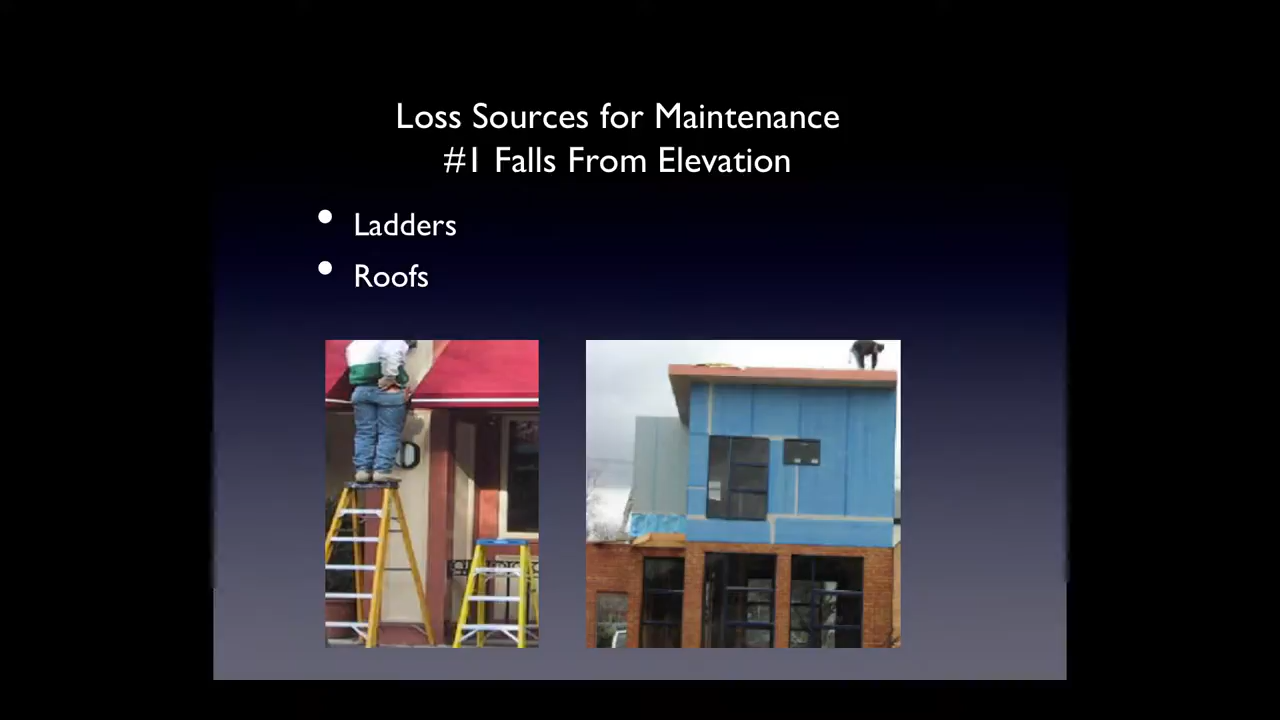 Loss Sources for Maintenance
#1 Falls From Elevation
• Ladders
• Roofs